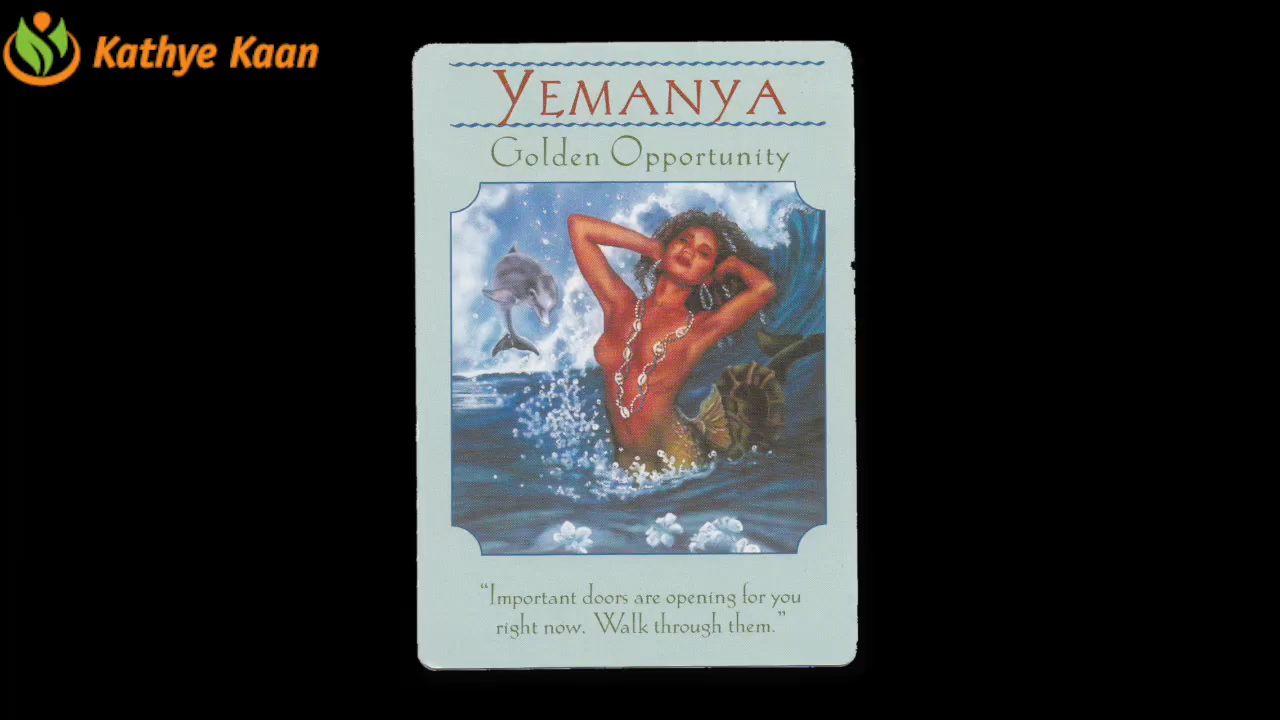 Kathye Kaan
YEMANYA
Golden Opportunity
“Important doors are opening for you
right now. Walk through them.”